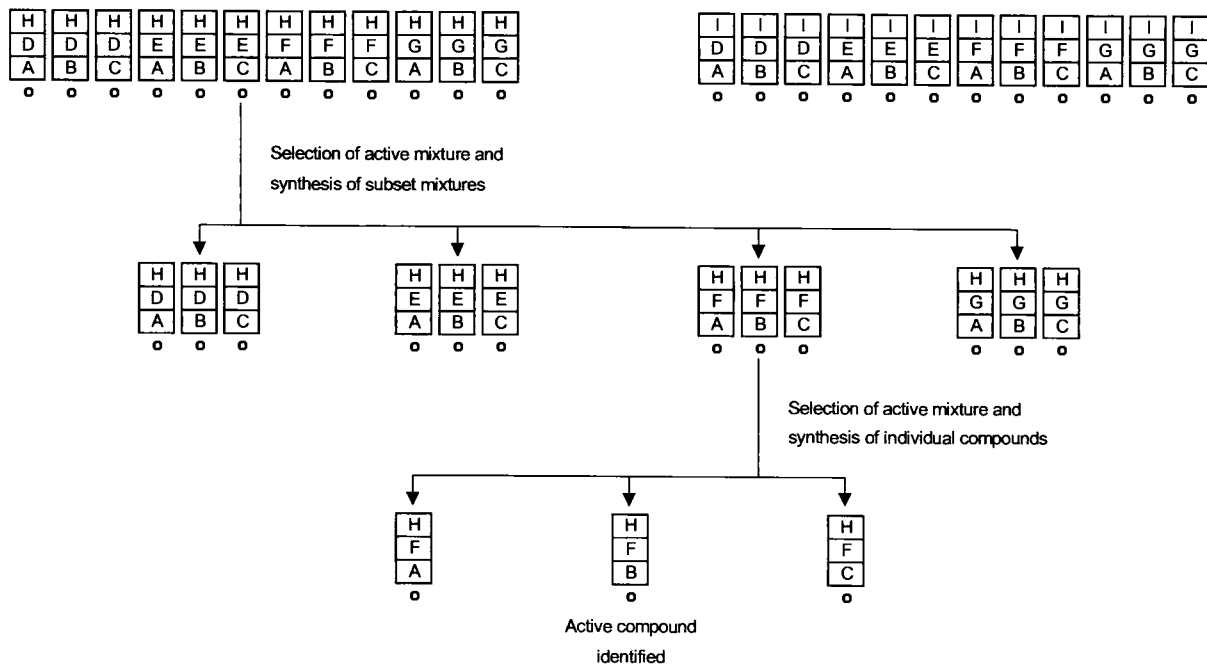 H H H H H H H H H H H H I I I I I I I I I I I I
D D D E E E F F F G G G D D D E E E F F F G G G
A B C A B C A B C A B C A B C A B C A B C A B C
o o o o o o o o o o o o o o o o o o o o o o o o
Selection of active mixture and
synthesis of subset mixtures
H H H H H H H H H H H H
D D D E E E F F F G G G
A B C A B C A B C A B C
o o o o o o o o o o o o
Selection of active mixture and
synthesis of individual compounds
H H H
F F F
A B C
o o o
Active compound
identified